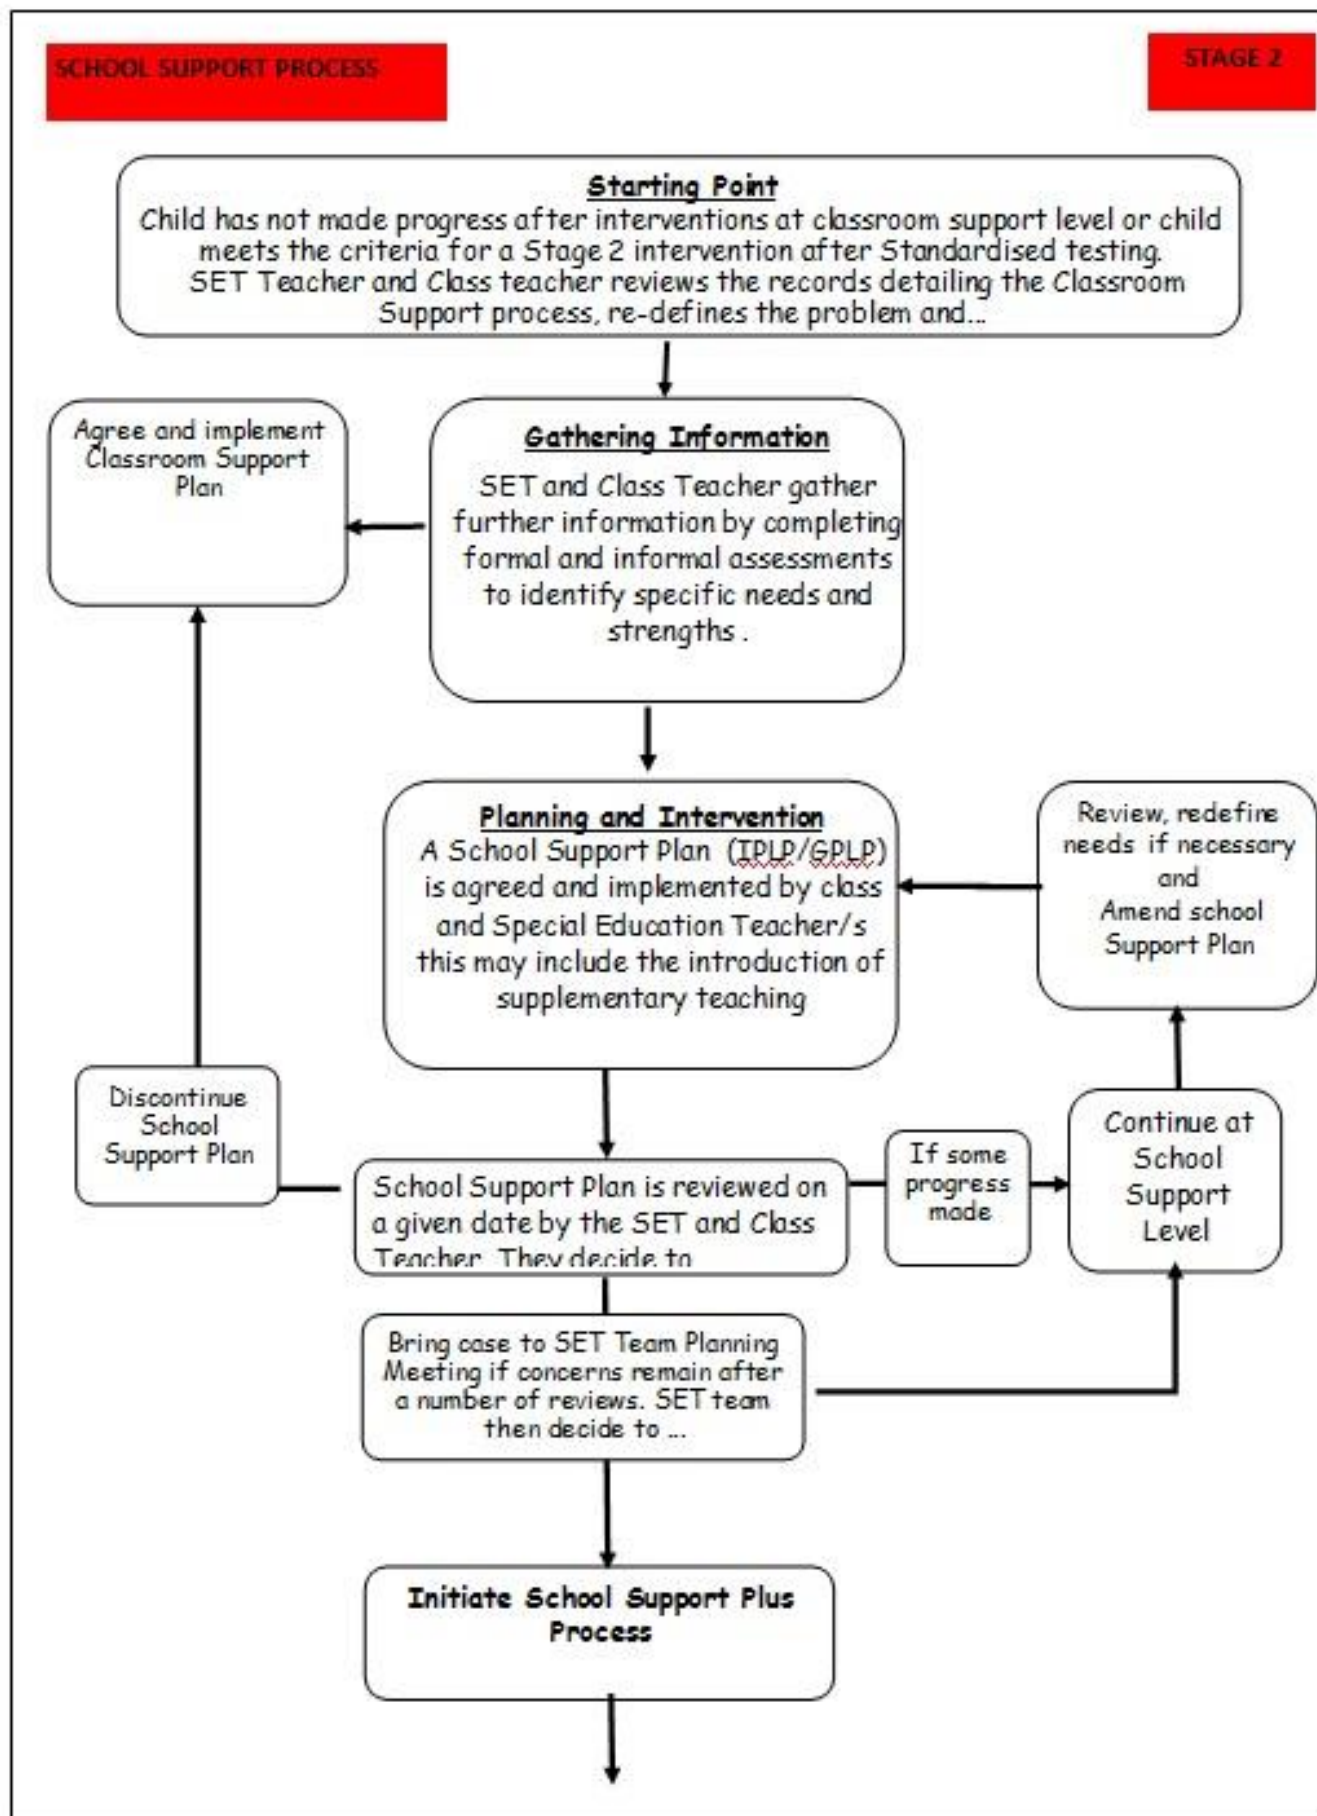 SCHOOL SUPPORT PROCESS
STAGE 2
Starting Point
Child has not made progress after interventions at classroom support level or child
meets the criteria for a Stage 2 intervention after Standardised testing.
SET Teacher and Class teacher reviews the records detailing the Classroom
Support process, re-defines the problem and...
Agree and implement
Classroom Support
Plan
Gathering Information
SET and Class Teacher gather
further information by completing
formal and informal assessments
to identify specific needs and
strengths .
Planning and Intervention
A School Support Plan (IPLP/GPLP)
is agreed and implemented by class
and Special Education Teacher/s
this may include the introduction of
supplementary teaching
Review, redefine
needs if necessary
and
Amend school
Support Plan
Discontinue
School
Support Plan
School Support Plan is reviewed on
a given date by the SET and Class
Teacher. They decide to
If some
progress
made
Continue at
School
Support
Level
Bring case to SET Team Planning
Meeting if concerns remain after
a number of reviews. SET team
then decide to ...
Initiate School Support Plus
Process